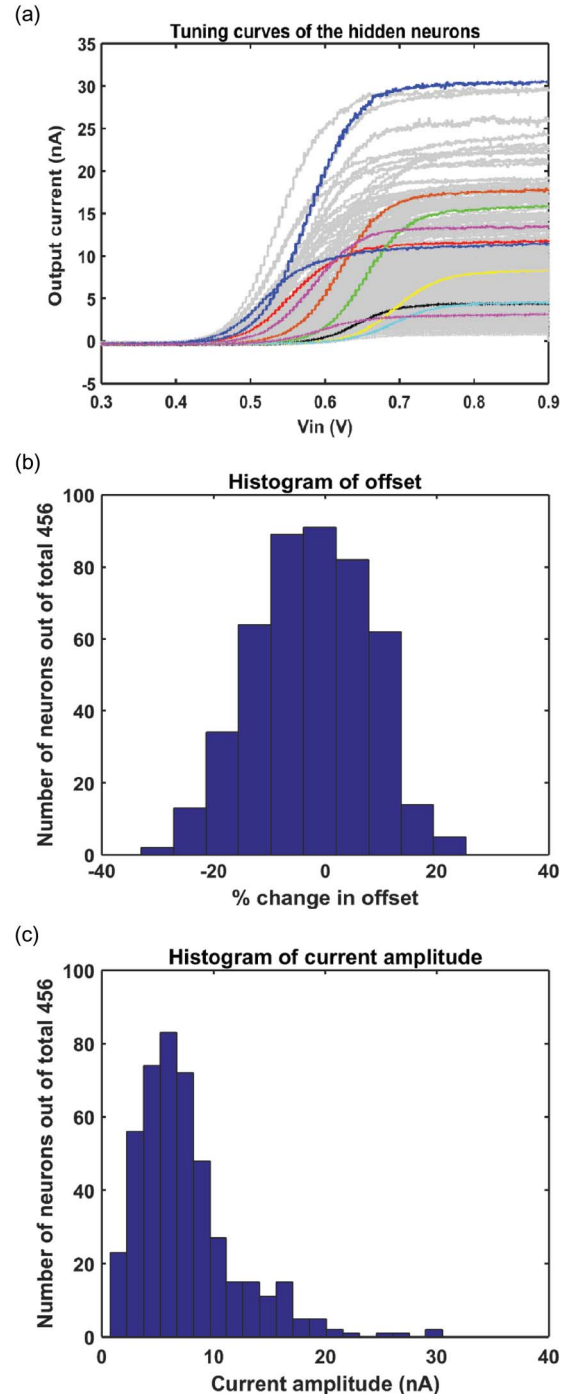 (a)
Tuning curves of the hidden neurons
35
30
25
20
15
10
5
0
-5
Output current (nA)
0.3 0.4 0.5 0.6 0.7 0.8 0.9
Vin (V)
(b)
Histogram of offset
100
80
60
40
20
0
Number of neurons out of total 456
-40 -20 0 20 40
% change in offset
(c)
Histogram of current amplitude
100
80
60
40
20
0
Number of neurons out of total 456
0 10 20 30 40
Current amplitude (nA)